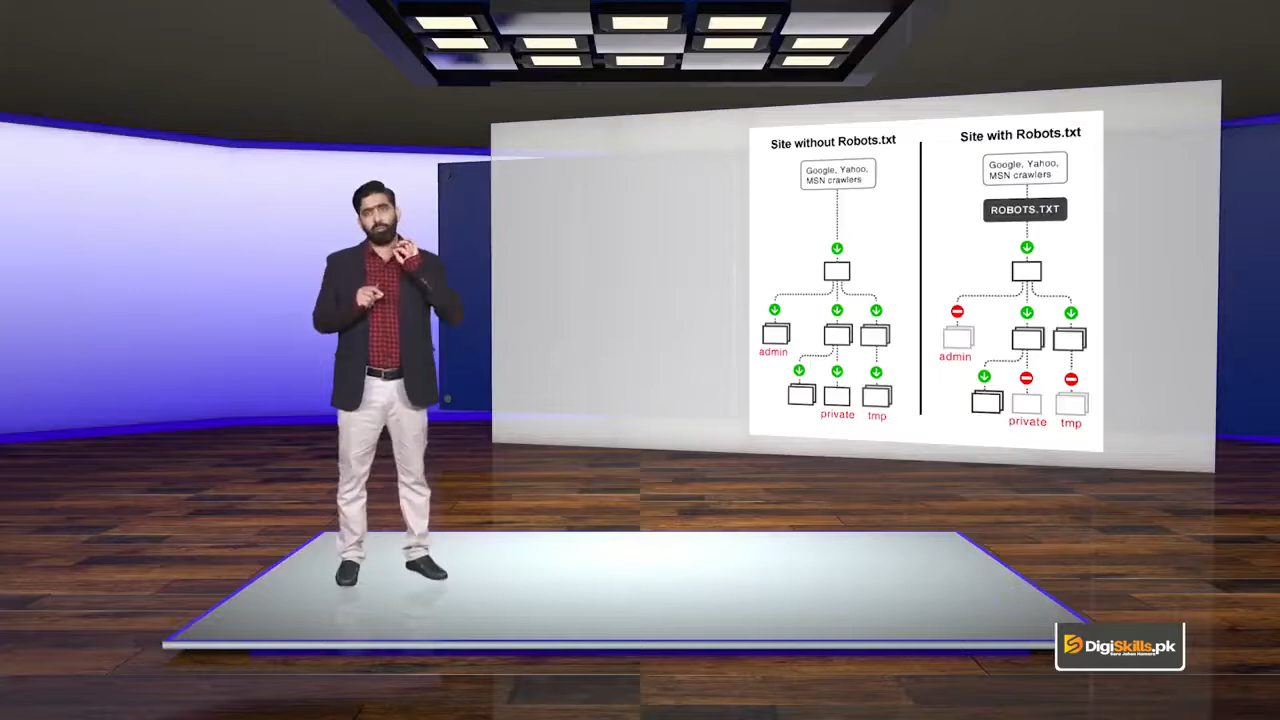 Site without Robots.txt
Google, Yahoo,
MSN crawlers
admin
private
tmp
Site with Robots.txt
Google, Yahoo,
MSN crawlers
ROBOTS.TXT
admin
private
tmp
DigiSkills.pk